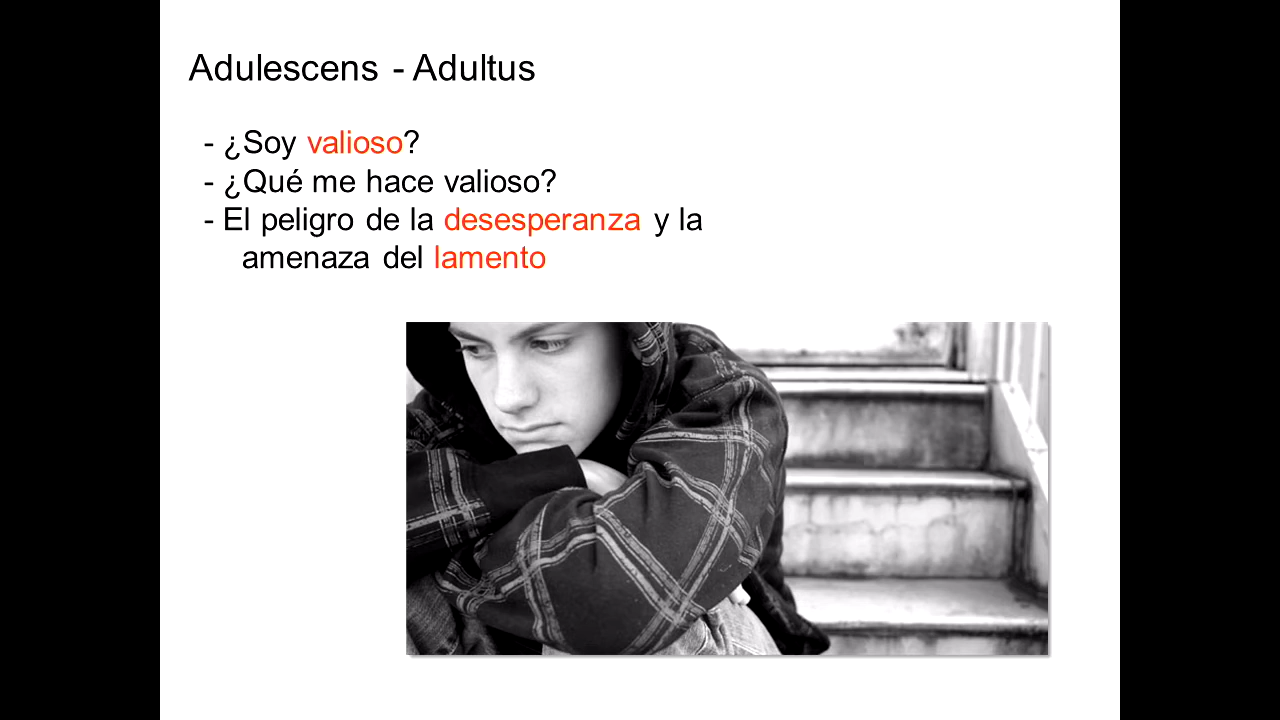 Adulescens - Adultus
- ¿Soy valioso?
- ¿Qué me hace valioso?
- El peligro de la desesperanza y la
amenaza del lamento